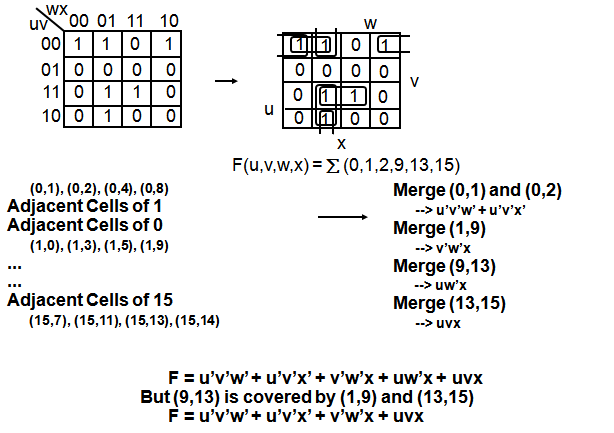 wx
uv 00 01 11 10
00 1 1 0 1
01 0 0 0 0
11 0 1 1 0
10 0 1 0 0
w
1 1 0 1
0 0 0 0
v
0 1 1 0
u
0 1 0 0
x
F(u,v,w,x) = Σ (0,1,2,9,13,15)
(0,1), (0,2), (0,4), (0,8)
Adjacent Cells of 1
Adjacent Cells of 0
(1,0), (1,3), (1,5), (1,9)
...
...
Adjacent Cells of 15
(15,7), (15,11), (15,13), (15,14)
Merge (0,1) and (0,2)
--> u’v’w’ + u’v’x’
Merge (1,9)
--> v’w’x
Merge (9,13)
--> uw’x
Merge (13,15)
--> uvx
F = u’v’w’ + u’v’x’ + v’w’x + uw’x + uvx
But (9,13) is covered by (1,9) and (13,15)
F = u’v’w’ + u’v’x’ + v’w’x + uvx